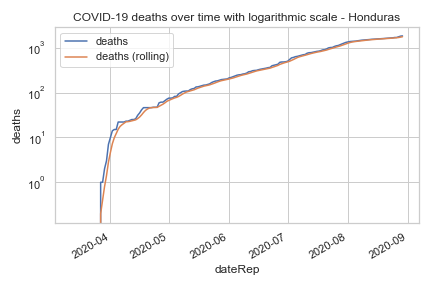 COVID-19 deaths over time with logarithmic scale - Honduras
deaths
deaths (rolling)
10³
10²
10¹
10⁰
deaths
2020-04
2020-05
2020-06
2020-07
2020-08
2020-09
dateRep